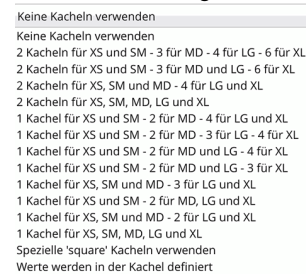 Keine Kacheln verwenden
Keine Kacheln verwenden
2 Kacheln für XS und SM - 3 für MD - 4 für LG - 6 für XL
2 Kacheln für XS und SM - 3 für MD und LG - 6 für XL
2 Kacheln für XS, SM und MD - 4 für LG und XL
2 Kacheln für XS, SM, MD, LG und XL
1 Kachel für XS und SM - 2 für MD - 4 für LG und XL
1 Kachel für XS und SM - 2 für MD - 3 für LG - 4 für XL
1 Kachel für XS und SM - 2 für MD und LG - 4 für XL
1 Kachel für XS und SM - 2 für MD und LG - 3 für XL
1 Kachel für XS, SM und MD - 3 für LG und XL
1 Kachel für XS und SM - 2 für MD, LG und XL
1 Kachel für XS, SM und MD - 2 für LG und XL
1 Kachel für XS, SM, MD, LG und XL
Spezielle 'square' Kacheln verwenden
Werte werden in der Kachel definiert